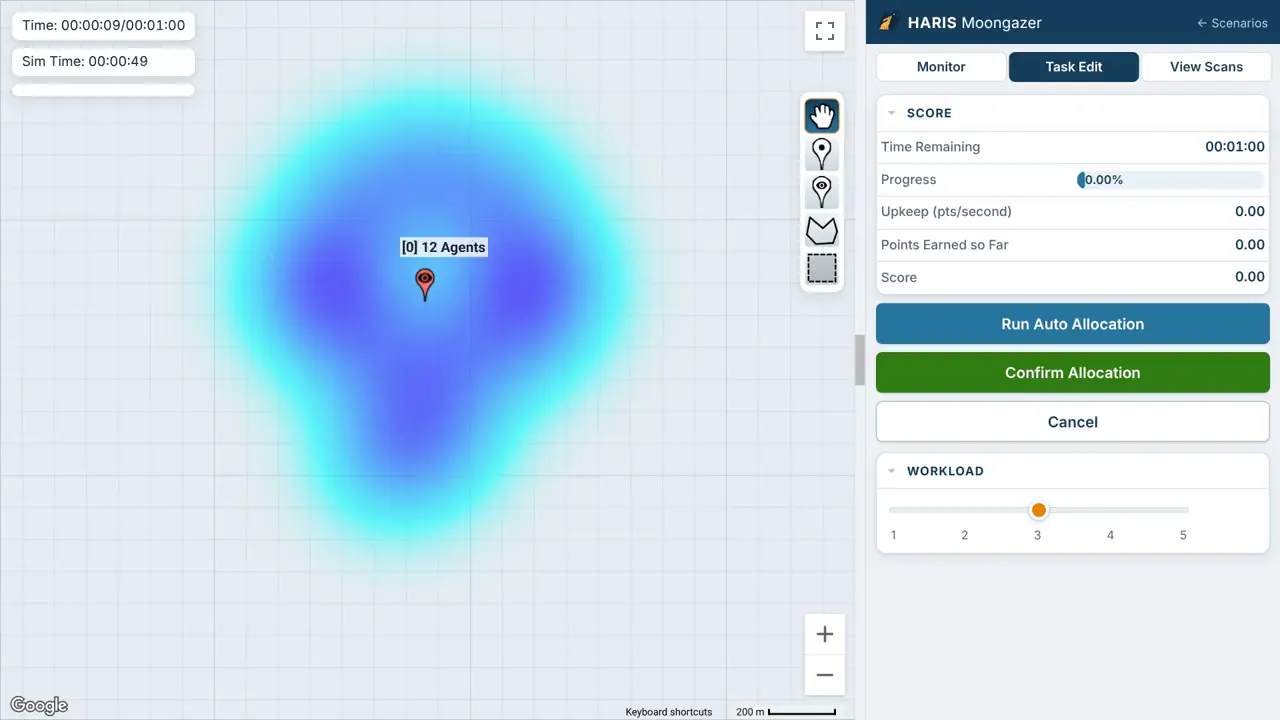 Time: 00:00:09/00:01:00
Sim Time: 00:00:49
[0] 12 Agents
Google
Keyboard shortcuts
200 m
HARIS Moongazer
← Scenarios
Monitor
Task Edit
View Scans
SCORE
Time Remaining
00:01:00
Progress
0.00%
Upkeep (pts/second)
0.00
Points Earned so Far
0.00
Score
0.00
Run Auto Allocation
Confirm Allocation
Cancel
WORKLOAD
1 2 3 4 5